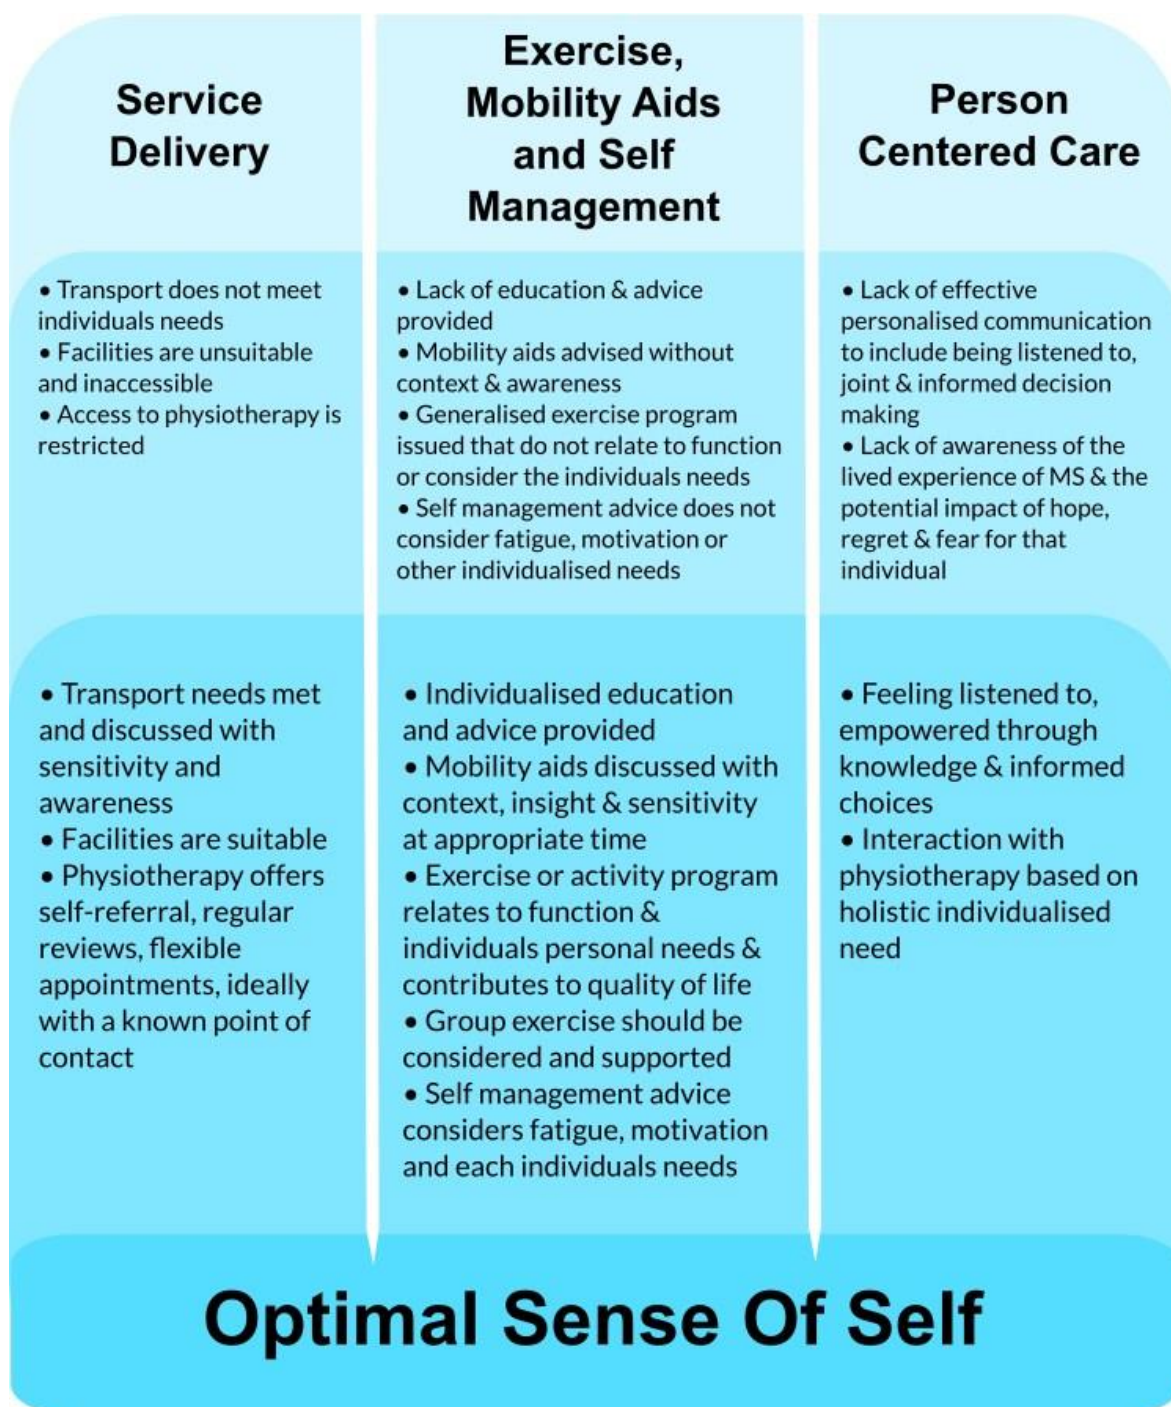 Service
Delivery
Exercise,
Mobility Aids
and Self
Management
Person
Centered Care
• Transport does not meet
individuals needs
• Facilities are unsuitable
and inaccessible
• Access to physiotherapy is
restricted
• Lack of education & advice
provided
• Mobility aids advised without
context & awareness
• Generalised exercise program
issued that do not relate to function
or consider the individuals needs
• Self management advice does not
consider fatigue, motivation or
other individualised needs
• Lack of effective
personalised communication
to include being listened to,
joint & informed decision
making
• Lack of awareness of the
lived experience of MS & the
potential impact of hope,
regret & fear for that
individual
• Transport needs met
and discussed with
sensitivity and
awareness
• Facilities are suitable
• Physiotherapy offers
self-referral, regular
reviews, flexible
appointments, ideally
with a known point of
contact
• Individualised education
and advice provided
• Mobility aids discussed with
context, insight & sensitivity
at appropriate time
• Exercise or activity program
relates to function &
individuals personal needs &
contributes to quality of life
• Group exercise should be
considered and supported
• Self management advice
considers fatigue, motivation
and each individuals needs
• Feeling listened to,
empowered through
knowledge & informed
choices
• Interaction with
physiotherapy based on
holistic individualised
need
Optimal Sense Of Self